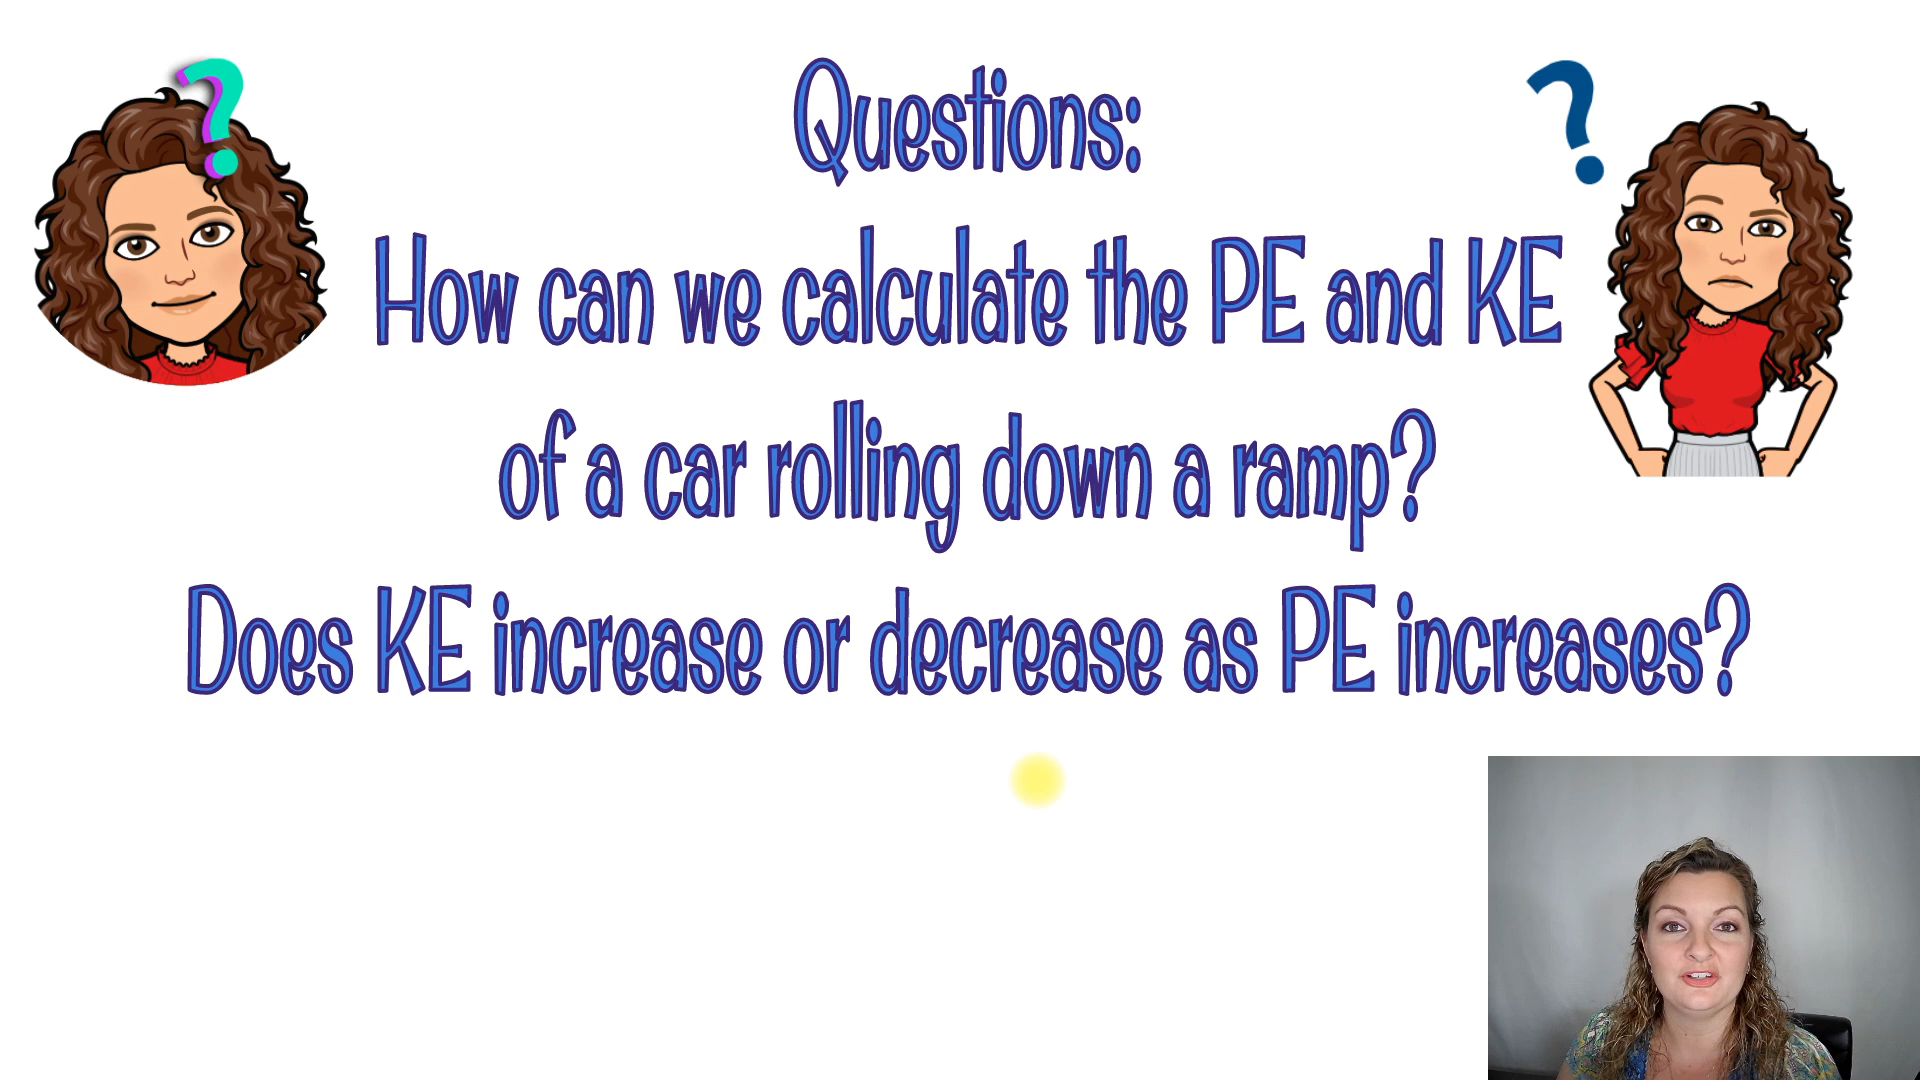 Questions:
How can we calculate the PE and KE
of a car rolling down a ramp?
Does KE increase or decrease as PE increases?